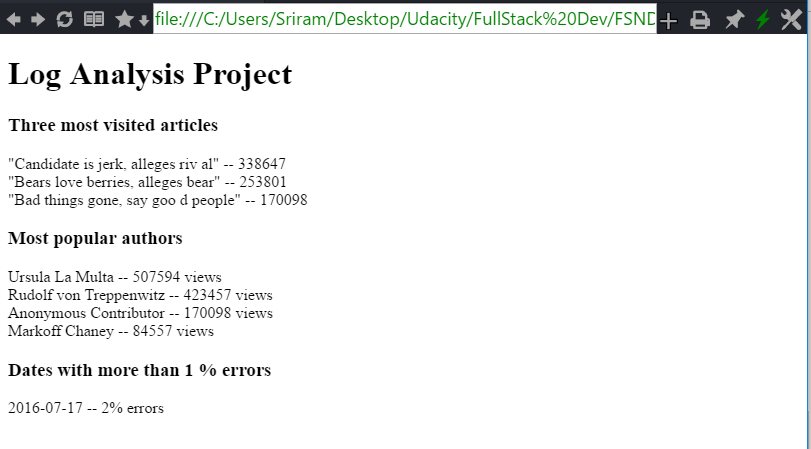 file:///C:/Users/Sriram/Desktop/Udacity/FullStack%20Dev/FSND
Log Analysis Project
Three most visited articles
"Candidate is jerk, alleges riv al" -- 338647
"Bears love berries, alleges bear" -- 253801
"Bad things gone, say goo d people" -- 170098
Most popular authors
Ursula La Multa -- 507594 views
Rudolf von Treppenwitz -- 423457 views
Anonymous Contributor -- 170098 views
Markoff Chaney -- 84557 views
Dates with more than 1 % errors
2016-07-17 -- 2% errors